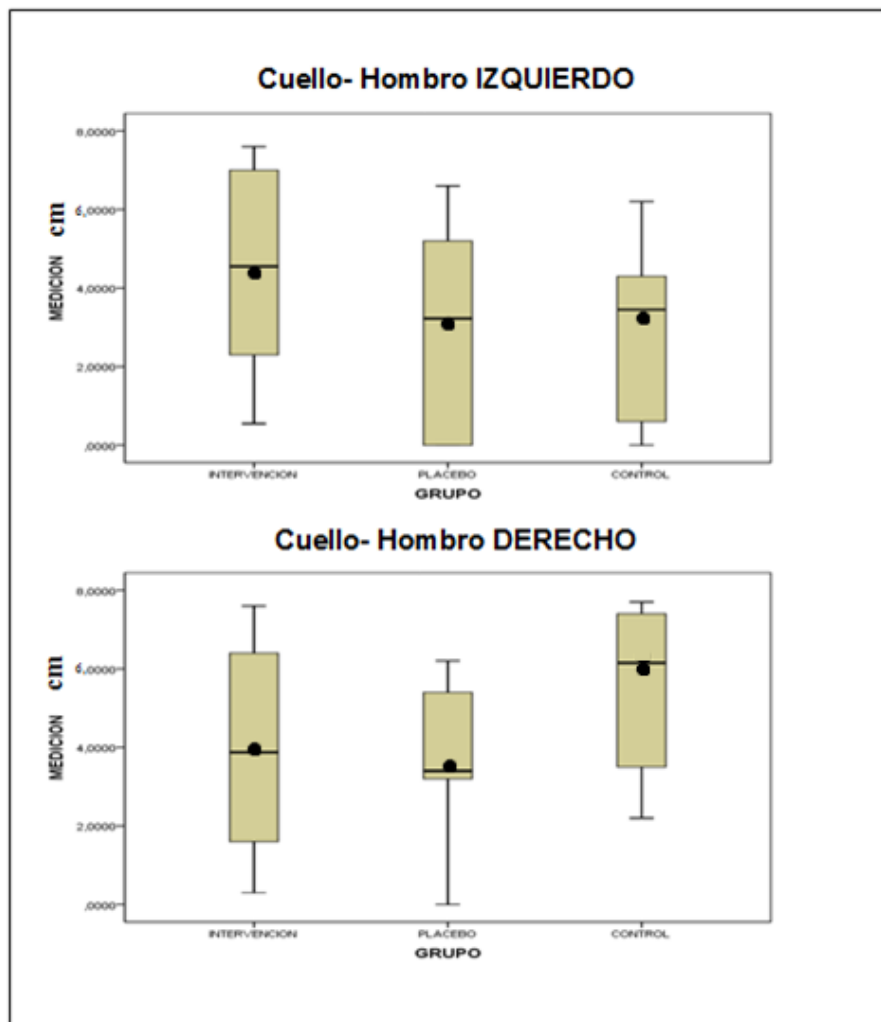 Cuello- Hombro IZQUIERDO
8,0000
6,0000
4,0000
2,0000
,0000
MEDICION cm
INTERVENCION PLACEBO CONTROL
GRUPO
Cuello- Hombro DERECHO
8,0000
6,0000
4,0000
2,0000
,0000
MEDICION cm
INTERVENCION PLACEBO CONTROL
GRUPO